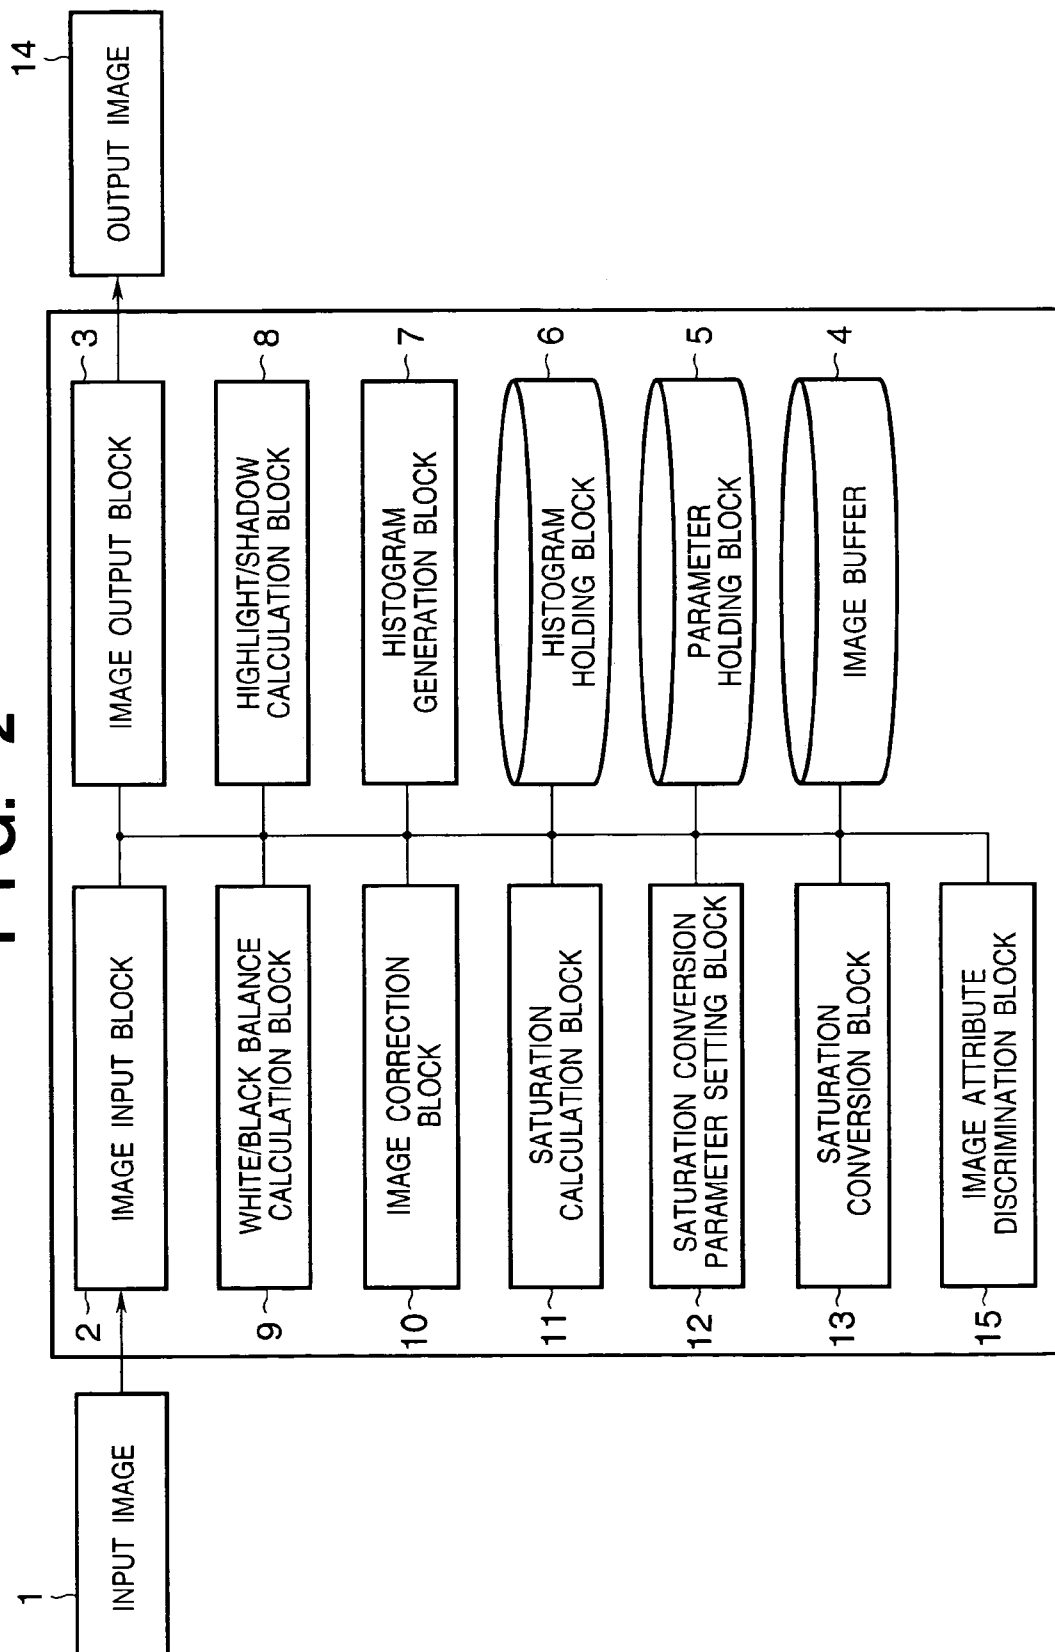 FIG. 2
1
INPUT IMAGE
2
IMAGE INPUT BLOCK
3
IMAGE OUTPUT BLOCK
14
OUTPUT IMAGE
9
WHITE/BLACK BALANCE
CALCULATION BLOCK
8
HIGHLIGHT/SHADOW
CALCULATION BLOCK
10
IMAGE CORRECTION
BLOCK
7
HISTOGRAM
GENERATION BLOCK
11
SATURATION
CALCULATION BLOCK
6
HISTOGRAM
HOLDING BLOCK
12
SATURATION CONVERSION
PARAMETER SETTING BLOCK
5
PARAMETER
HOLDING BLOCK
13
SATURATION
CONVERSION BLOCK
4
IMAGE BUFFER
15
IMAGE ATTRIBUTE
DISCRIMINATION BLOCK